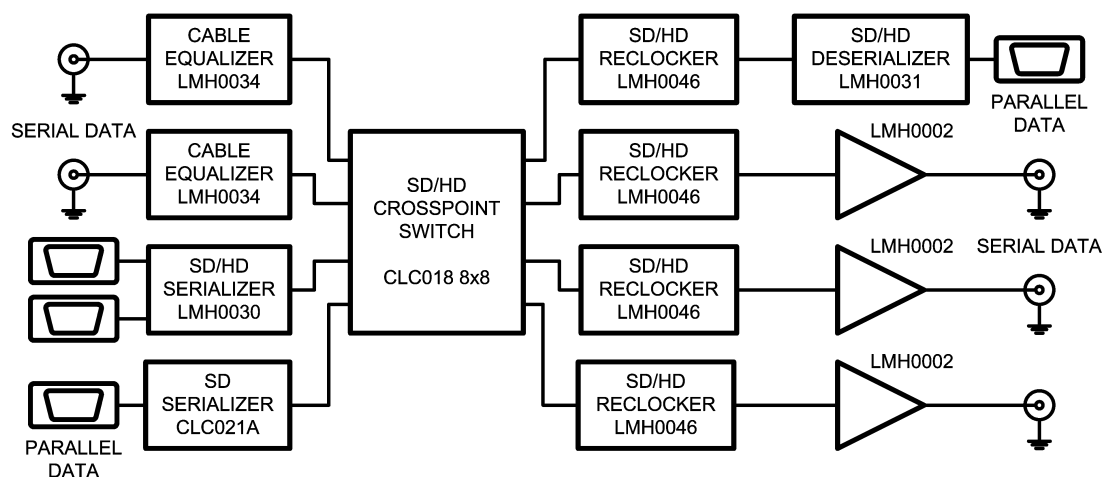 CABLE
EQUALIZER
LMH0034
SERIAL DATA
CABLE
EQUALIZER
LMH0034
SD/HD
SERIALIZER
LMH0030
SD
SERIALIZER
CLC021A
PARALLEL
DATA
SD/HD
CROSSPOINT
SWITCH
CLC018 8x8
SD/HD
RECLOCKER
LMH0046
SD/HD
DESERIALIZER
LMH0031
PARALLEL
DATA
SD/HD
RECLOCKER
LMH0046
LMH0002
SD/HD
RECLOCKER
LMH0046
LMH0002
SERIAL DATA
SD/HD
RECLOCKER
LMH0046
LMH0002